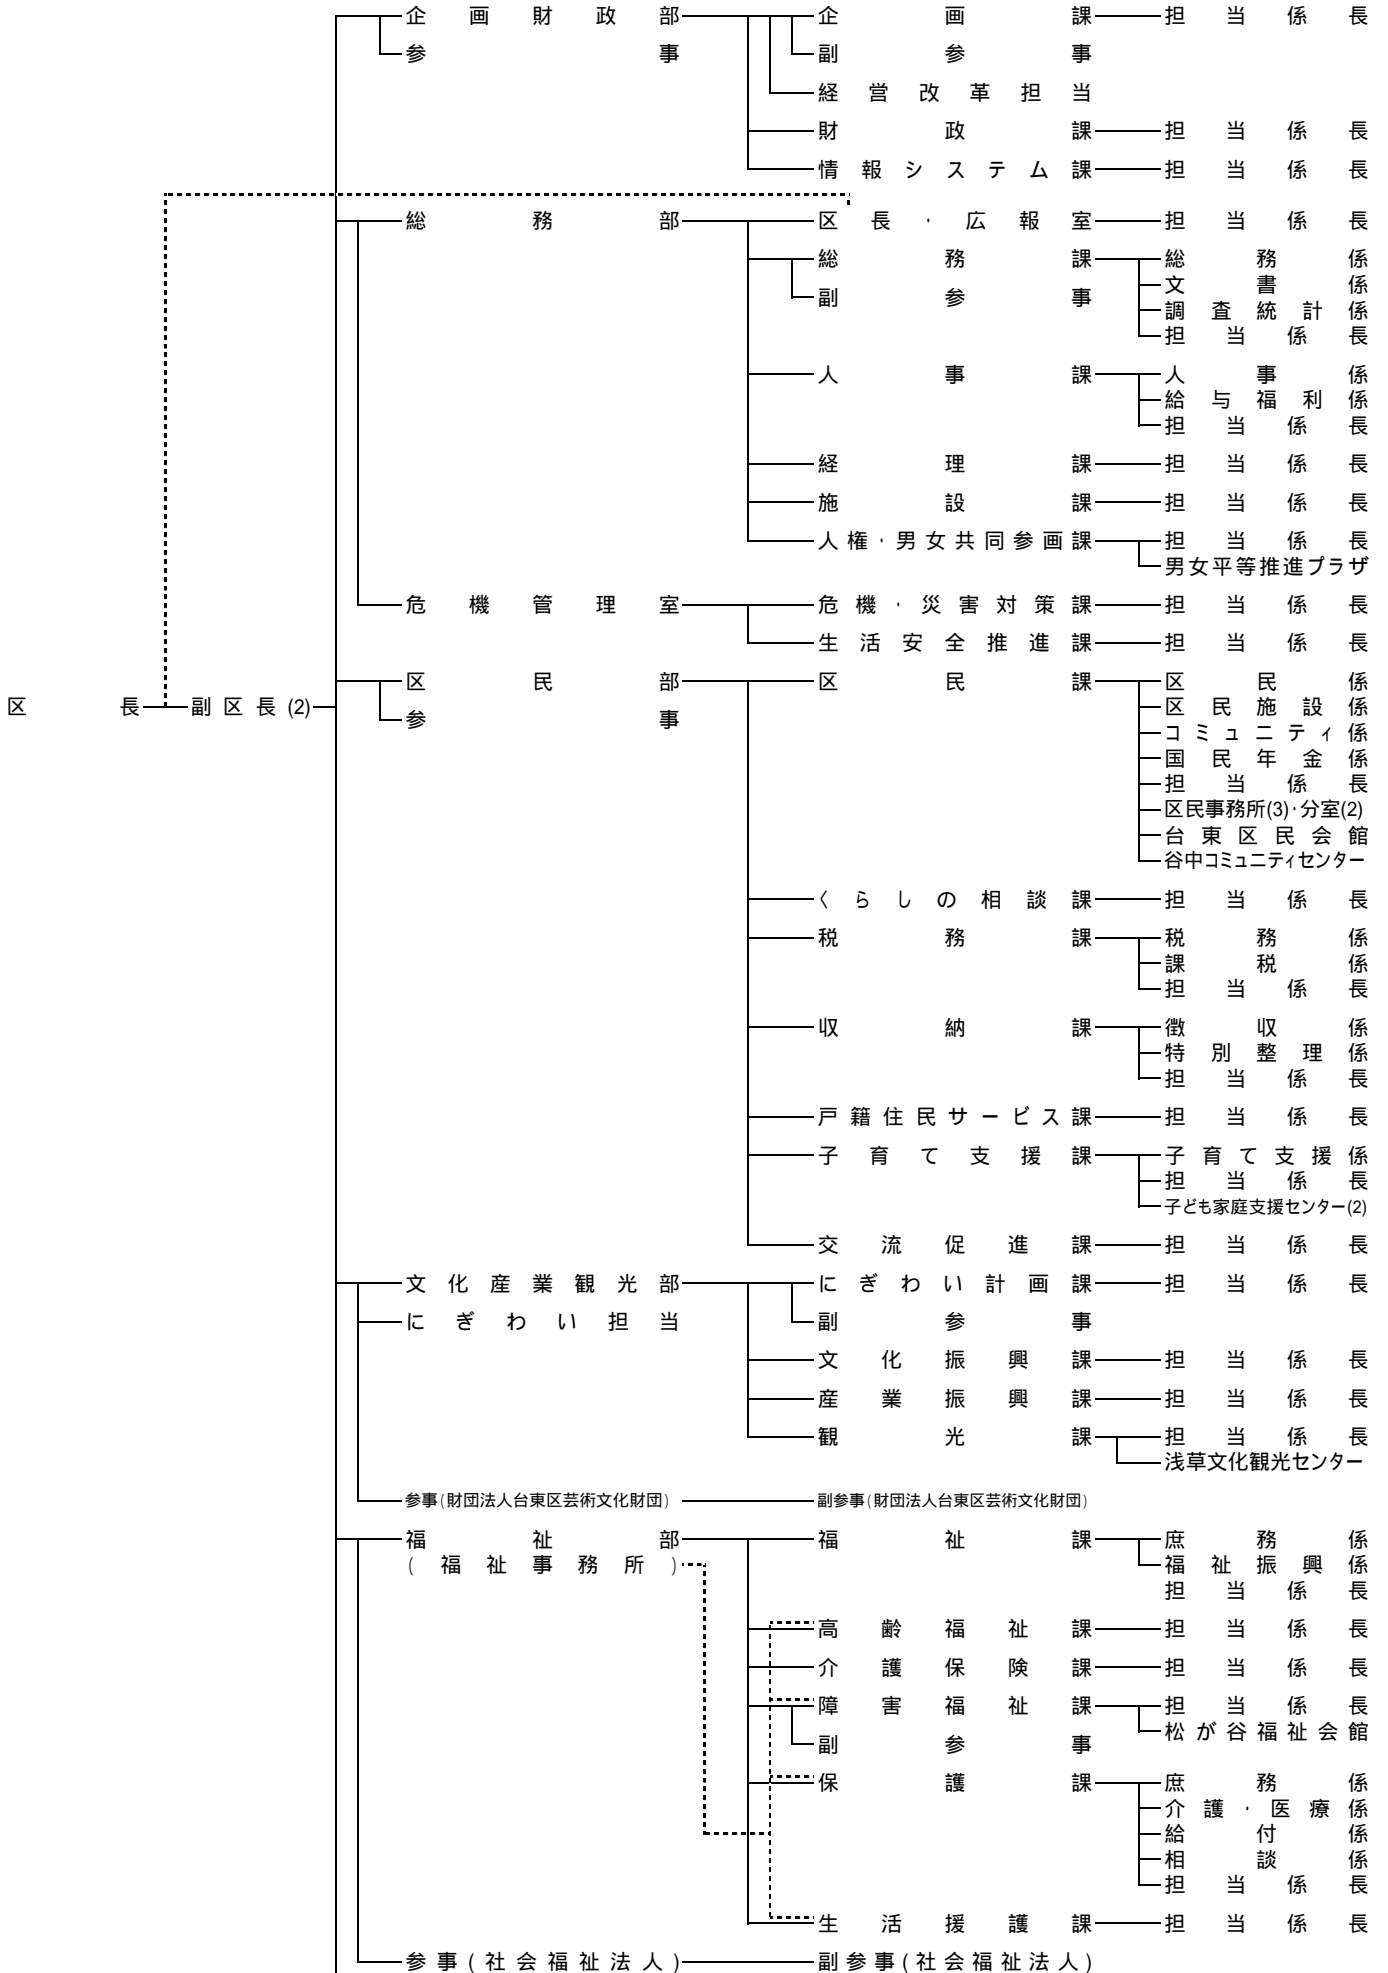 企画財政部 企画課 担当係長
参事 副参事
経営改革担当
財政課 担当係長
情報システム課 担当係長
総務部 区長・広報室 担当係長
総務課 総務係
文書係
副参事
調査統計係
担当係長
人事課 人事係
給与福利係
担当係長
経理課 担当係長
施設課 担当係長
人権・男女共同参画課 担当係長
男女平等推進プラザ
危機管理室 危機・災害対策課 担当係長
生活安全推進課 担当係長
区民部 区民課 区民係
区長 副区長(2) 区民施設係
参事
コミュニティ係
国民年金係
担当係長
区民事務所(3)・分室(2)
台東区民会館
谷中コミュニティセンター
くらしの相談課 担当係長
税務課 税務係
課税係
担当係長
収納課 徴収係
特別整理係
担当係長
戸籍住民サービス課 担当係長
子育て支援課 子育て支援係
担当係長
子ども家庭支援センター(2)
交流促進課 担当係長
文化産業観光部 にぎわい計画課 担当係長
にぎわい担当 副参事
文化振興課 担当係長
産業振興課 担当係長
観光課 担当係長
浅草文化観光センター
参事(財団法人台東区芸術文化財団) 副参事(財団法人台東区芸術文化財団)
福祉部 福祉課 庶務係
(福祉事務所) 福祉振興係
担当係長
高齢福祉課 担当係長
介護保険課 担当係長
障害福祉課 担当係長
松が谷福祉会館
副参事
保護課 庶務係
介護・医療係
給付係
相談係
担当係長
生活援護課 担当係長
参事(社会福祉法人) 副参事(社会福祉法人)